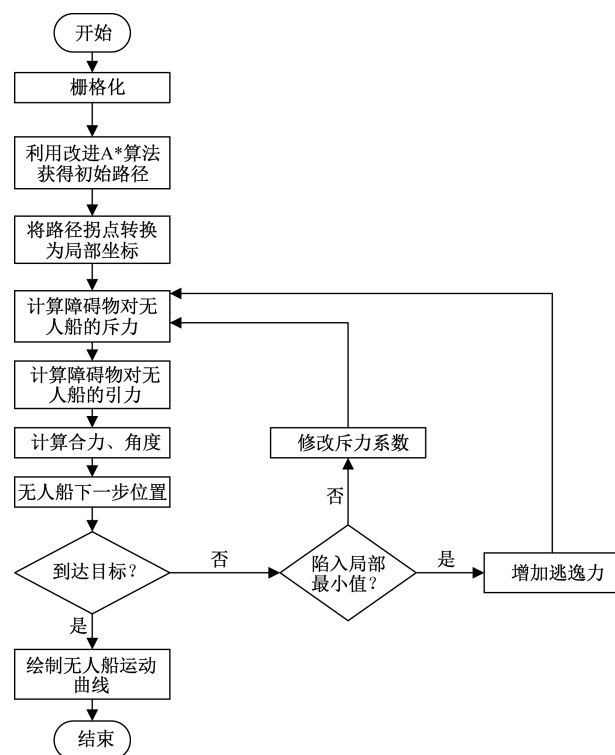 开始
栅格化
利用改进A*算法
获得初始路径
将路径拐点转换
为局部坐标
计算障碍物对无
人船的斥力
计算障碍物对无
人船的引力
计算合力、角度
修改斥力系数
无人船下一步位置
否
到达目标？
否
陷入局部
最小值？
是
增加逃逸力
是
绘制无人船运动
曲线
结束